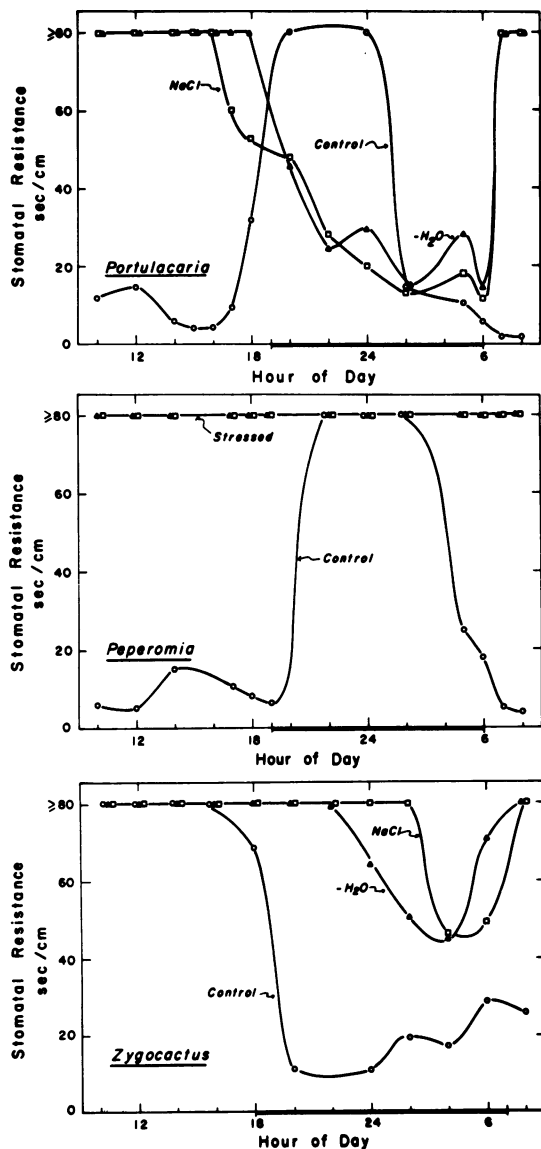 ≥80
60
40
20
0
Stomatal Resistance
sec/cm
NaCl
Control
-H₂O
Portulacaria
12
18
24
6
Hour of Day
≥80
60
40
20
0
Stomatal Resistance
sec/cm
Stressed
Control
Peperomia
12
18
24
6
Hour of Day
≥80
60
40
20
0
Stomatal Resistance
sec/cm
NaCl
-H₂O
Control
Zygocactus
12
18
24
6
Hour of Day